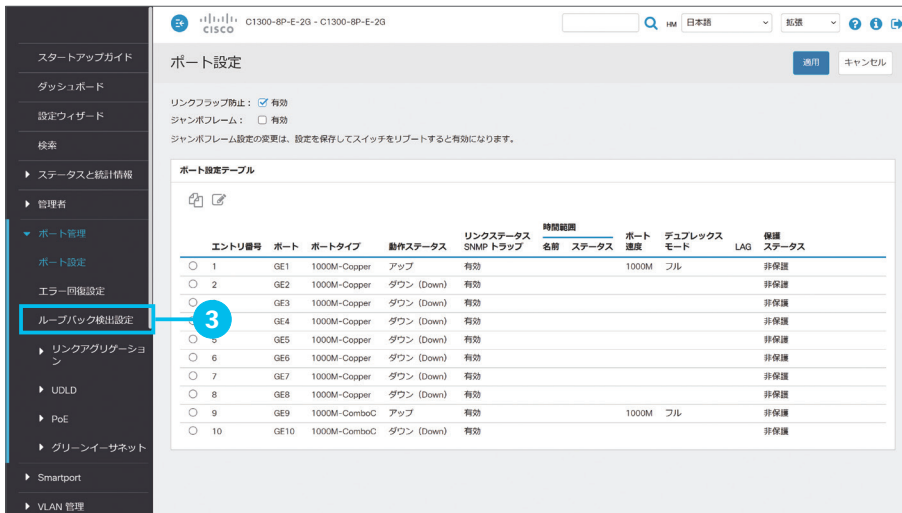 CISCO C1300-8P-E-2G - C1300-8P-E-2G HM 日本語 拡張
スタートアップガイド
ダッシュボード
設定ウィザード
検索
ステータスと統計情報
管理者
ポート管理
ポート設定
エラー回復設定
ループバック検出設定
リンクアグリゲーショ
ン
UDLD
PoE
グリーンイーサネット
Smartport
VLAN 管理
3
ポート設定 適用 キャンセル
リンクフラップ防止： 有効
ジャンボフレーム： 有効
ジャンボフレーム設定の変更は、設定を保存してスイッチをリブートすると有効になります。
ポート設定テーブル
エントリ番号 ポート ポートタイプ 動作ステータス リンクステータス SNMP トラップ 時間範囲 名前 ステータス ポート速度 デュプレックスモード LAG 保護ステータス
1 GE1 1000M-Copper アップ 有効 1000M フル 非保護
2 GE2 1000M-Copper ダウン (Down) 有効 非保護
GE3 1000M-Copper ダウン (Down) 有効 非保護
GE4 1000M-Copper ダウン (Down) 有効 非保護
5 GE5 1000M-Copper ダウン (Down) 有効 非保護
6 GE6 1000M-Copper ダウン (Down) 有効 非保護
7 GE7 1000M-Copper ダウン (Down) 有効 非保護
8 GE8 1000M-Copper ダウン (Down) 有効 非保護
9 GE9 1000M-ComboC アップ 有効 1000M フル 非保護
10 GE10 1000M-ComboC ダウン (Down) 有効 非保護